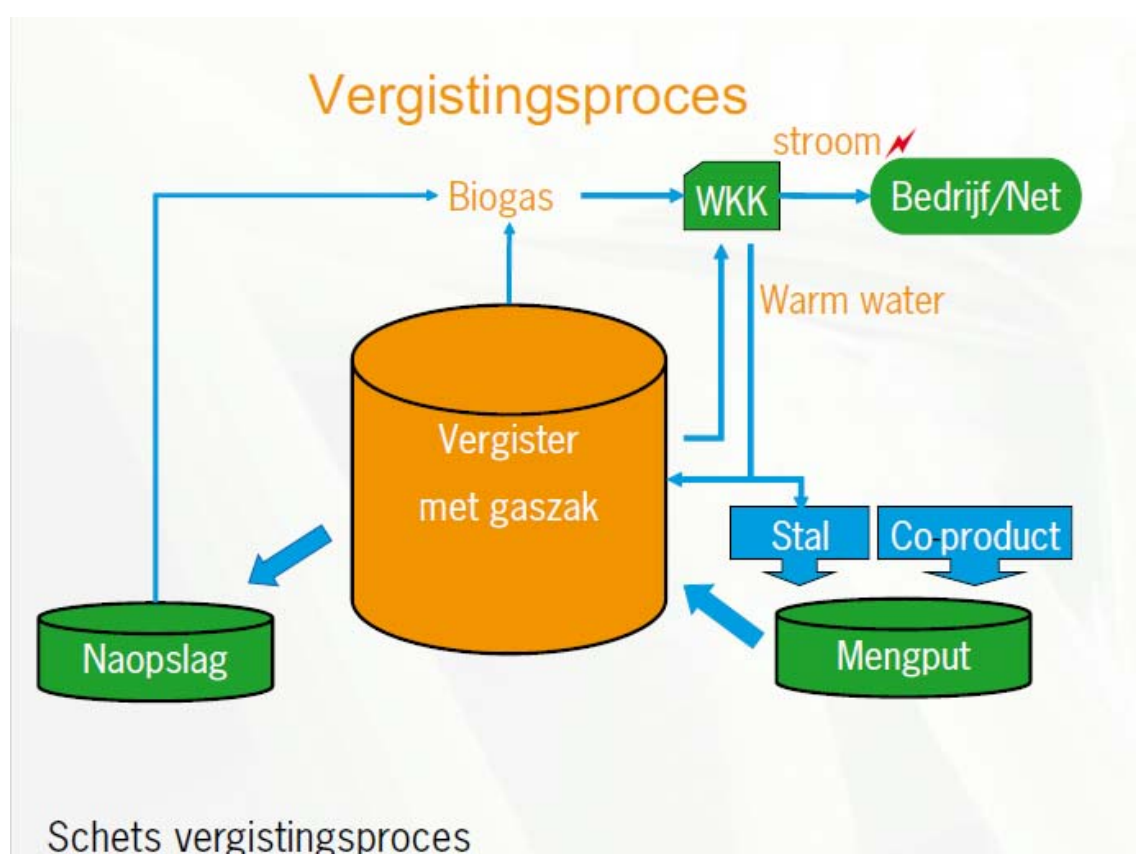 Vergistingsproces
stroom
Biogas
WKK
Bedrijf/Net
Warm water
Vergister
met gaszak
Stal
Co-product
Naopslag
Mengput
Schets vergistingsproces